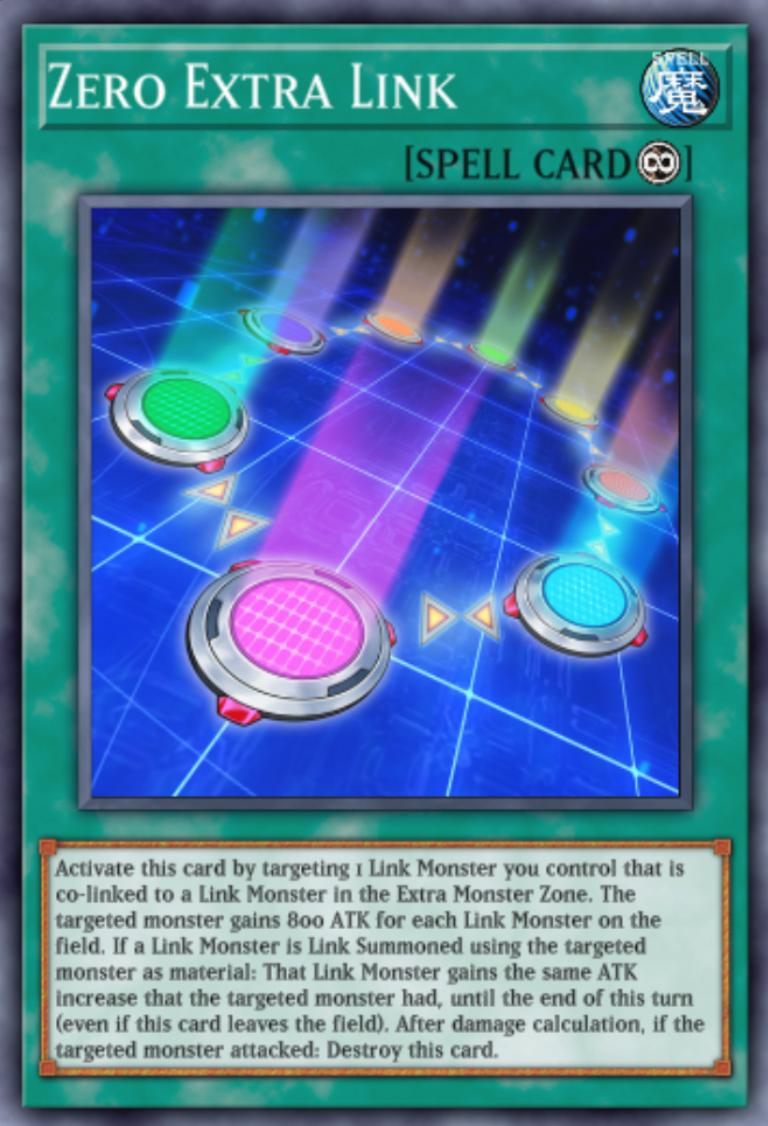 Zero Extra Link
SPELL
魔
[SPELL CARD]
Activate this card by targeting 1 Link Monster you control that is
co-linked to a Link Monster in the Extra Monster Zone. The
targeted monster gains 800 ATK for each Link Monster on the
field. If a Link Monster is Link Summoned using the targeted
monster as material: That Link Monster gains the same ATK
increase that the targeted monster had, until the end of this turn
(even if this card leaves the field). After damage calculation, if the
targeted monster attacked: Destroy this card.